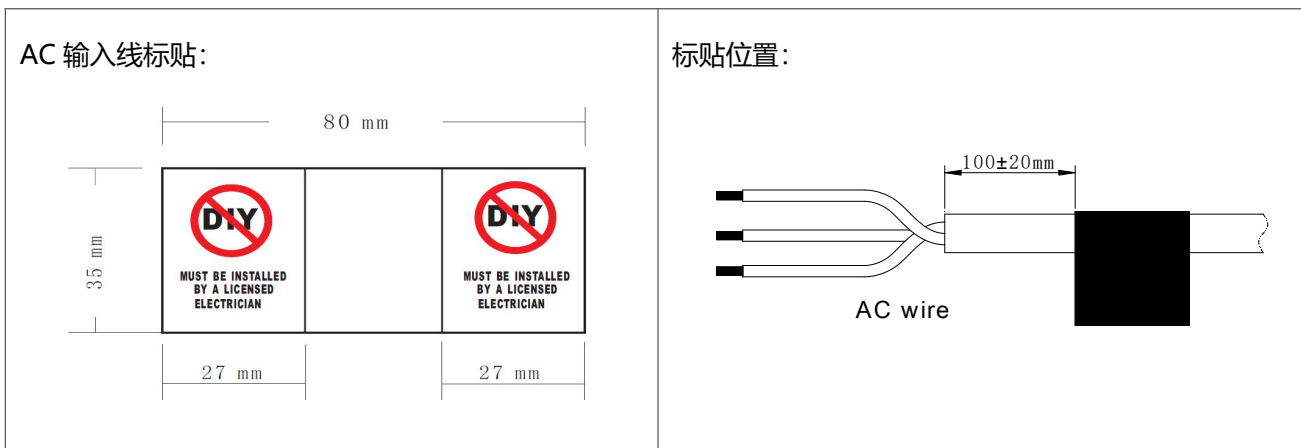 AC 输入线标贴：
80 mm
35 mm
DIY
MUST BE INSTALLED
BY A LICENSED
ELECTRICIAN
DIY
MUST BE INSTALLED
BY A LICENSED
ELECTRICIAN
27 mm
27 mm
标贴位置：
100±20mm
AC wire